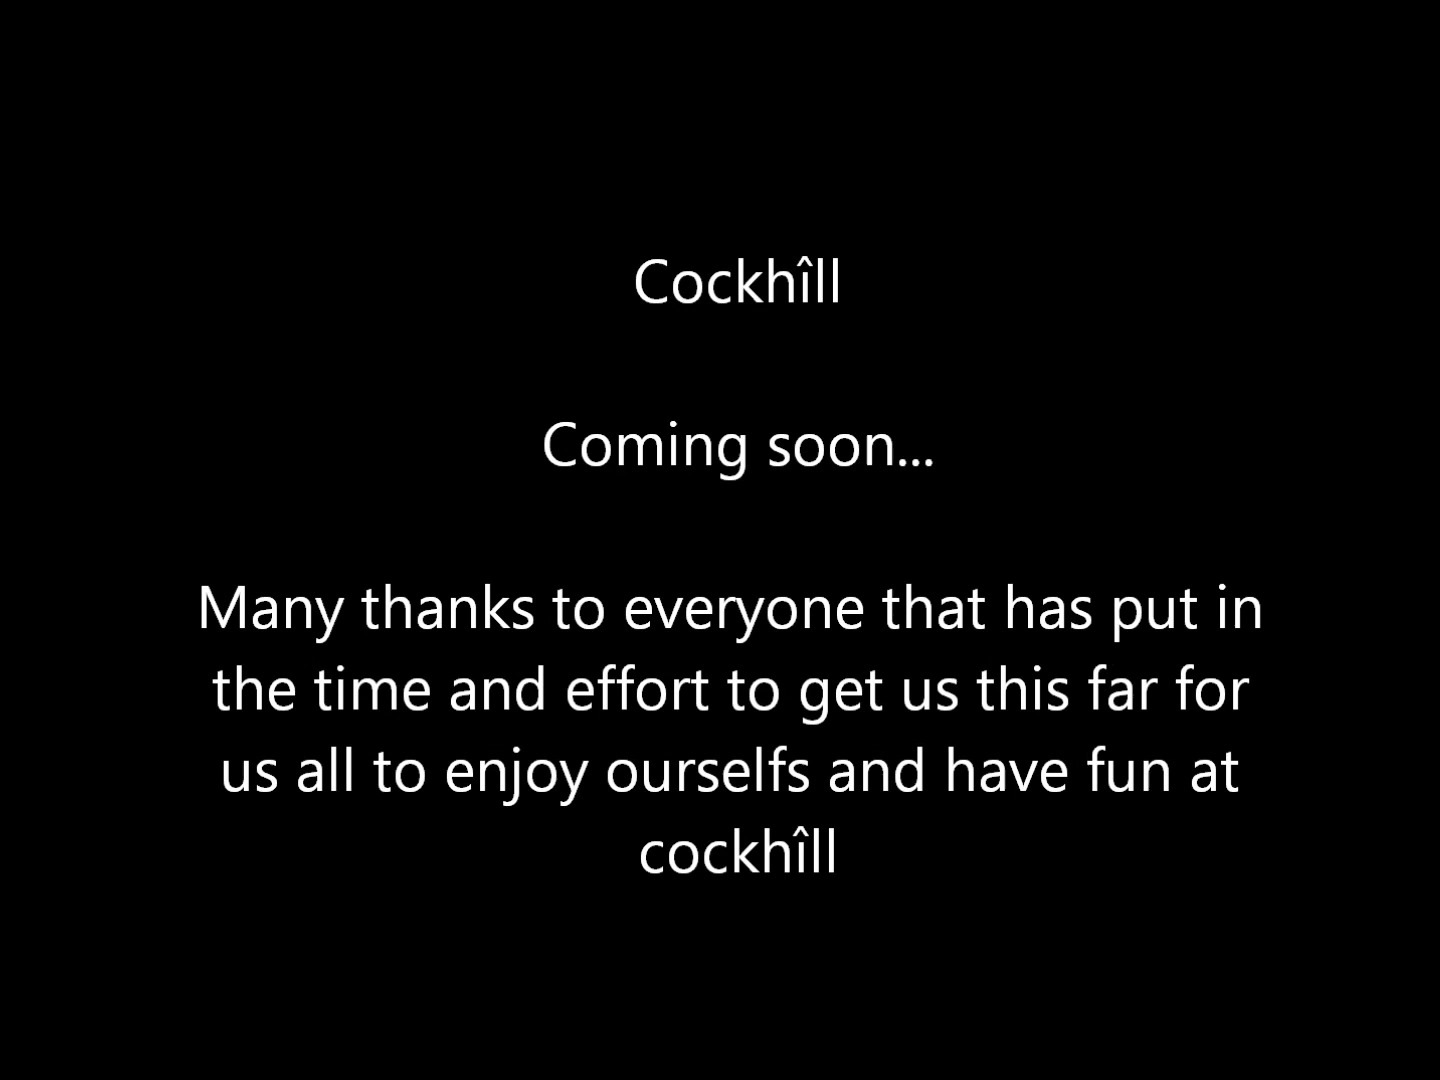 Cockhîll
Coming soon...
Many thanks to everyone that has put in
the time and effort to get us this far for
us all to enjoy ourselfs and have fun at
cockhîll